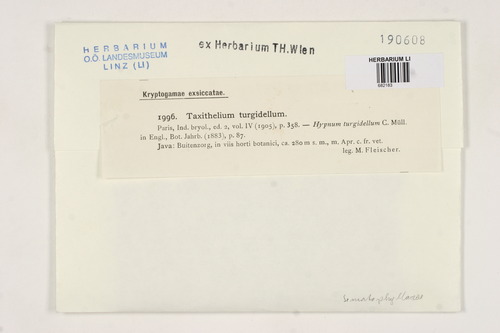 HERBARIUM
O.Ö. LANDESMUSEUM
LINZ (LI)
ex Herbarium TH.Wien
190608
HERBARIUM LI
682183
Kryptogamae exsiccatae.
1996. Taxithelium turgidellum.
Paris, Ind. bryol., ed. 2, vol. IV (1905), p. 358. — Hypnum turgidellum C. Müll.
in Engl., Bot. Jahrb. (1883), p. 87.
Java: Buitenzorg, in viis horti botanici, ca. 280 m s. m., m. Apr. c. fr. vet.
leg. M. Fleischer.